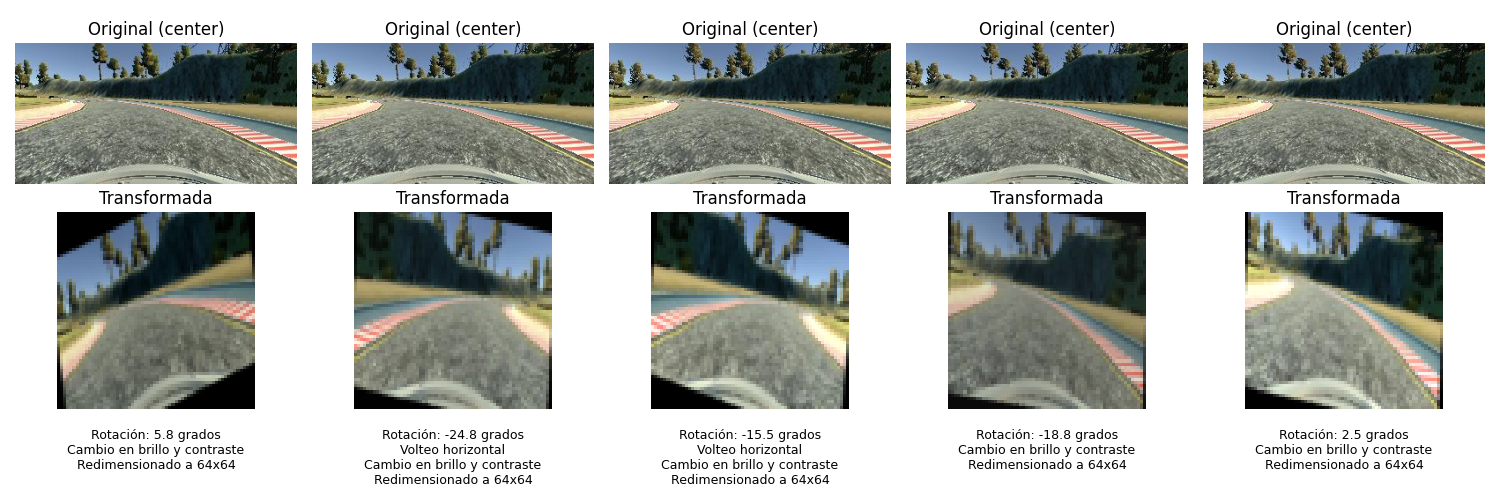 Original (center)
Original (center)
Original (center)
Original (center)
Original (center)
Transformada
Transformada
Transformada
Transformada
Transformada
Rotación: 5.8 grados
Cambio en brillo y contraste
Redimensionado a 64x64
Rotación: -24.8 grados
Volteo horizontal
Cambio en brillo y contraste
Redimensionado a 64x64
Rotación: -15.5 grados
Volteo horizontal
Cambio en brillo y contraste
Redimensionado a 64x64
Rotación: -18.8 grados
Cambio en brillo y contraste
Redimensionado a 64x64
Rotación: 2.5 grados
Cambio en brillo y contraste
Redimensionado a 64x64